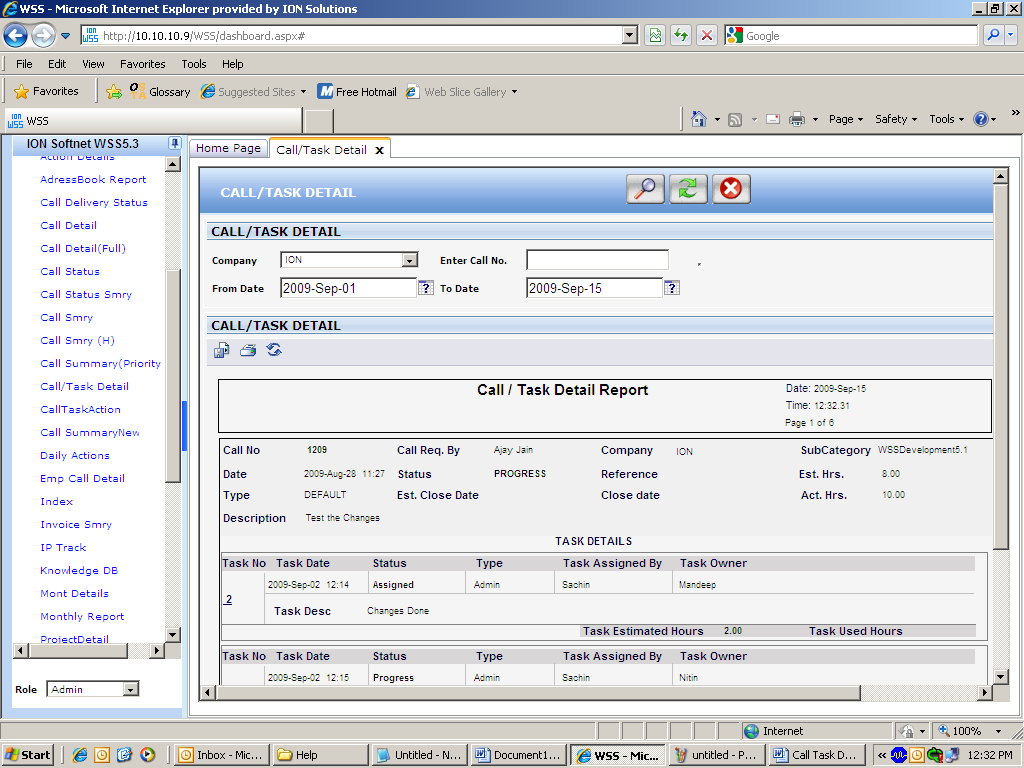 WSS - Microsoft Internet Explorer provided by ION Solutions
ION WSS http://10.10.10.9/WSS/dashboard.aspx# Google
File Edit View Favorites Tools Help
Favorites Glossary Suggested Sites Free Hotmail Web Slice Gallery
ION WSS WSS Page Safety Tools »
ION Softnet WSS5.3
Home Page Call/Task Detail x
Action Details
AdressBook Report
Call Delivery Status
Call Detail
Call Detail(Full)
Call Status
Call Status Smry
Call Smry
Call Smry (H)
Call Summary(Priority
Call/Task Detail
CallTaskAction
Call SummaryNew
Daily Actions
Emp Call Detail
Index
Invoice Smry
IP Track
Knowledge DB
Mont Details
Monthly Report
ProjectDetail
Role Admin
CALL/TASK DETAIL
CALL/TASK DETAIL
Company ION Enter Call No.
From Date 2009-Sep-01 ? To Date 2009-Sep-15 ?
CALL/TASK DETAIL
Call / Task Detail Report Date: 2009-Sep-15
Time: 12:32.31
Page 1 of 6
Call No 1209 Call Req. By Ajay Jain Company ION SubCategory WSSDevelopment5.1
Date 2009-Aug-28 11:27 Status PROGRESS Reference Est. Hrs. 8.00
Type DEFAULT Est. Close Date Close date Act. Hrs. 10.00
Description Test the Changes
TASK DETAILS
Task No Task Date Status Type Task Assigned By Task Owner
2 2009-Sep-02 12:14 Assigned Admin Sachin Mandeep
Task Desc Changes Done
Task Estimated Hours 2.00 Task Used Hours
Task No Task Date Status Type Task Assigned By Task Owner
2009-Sep-02 12:15 Progress Admin Sachin Nitin
Internet 100%
Start Inbox - Mic... Help Untitled - N... Document1... WSS - Mic... untitled - P... Call Task D... « 12:32 PM